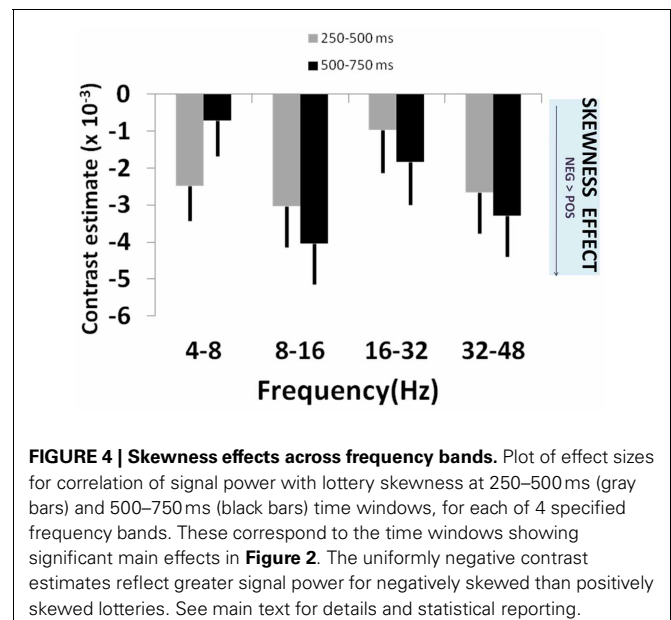 250-500 ms
500-750 ms
Contrast estimate (x 10⁻³)
0
-1
-2
-3
-4
-5
-6
4-8 8-16 16-32 32-48
Frequency(Hz)
SKEWNESS EFFECT
NEG > POS
FIGURE 4 | Skewness effects across frequency bands. Plot of effect sizes
for correlation of signal power with lottery skewness at 250–500 ms (gray
bars) and 500–750 ms (black bars) time windows, for each of 4 specified
frequency bands. These correspond to the time windows showing
significant main effects in Figure 2. The uniformly negative contrast
estimates reflect greater signal power for negatively skewed than positively
skewed lotteries. See main text for details and statistical reporting.